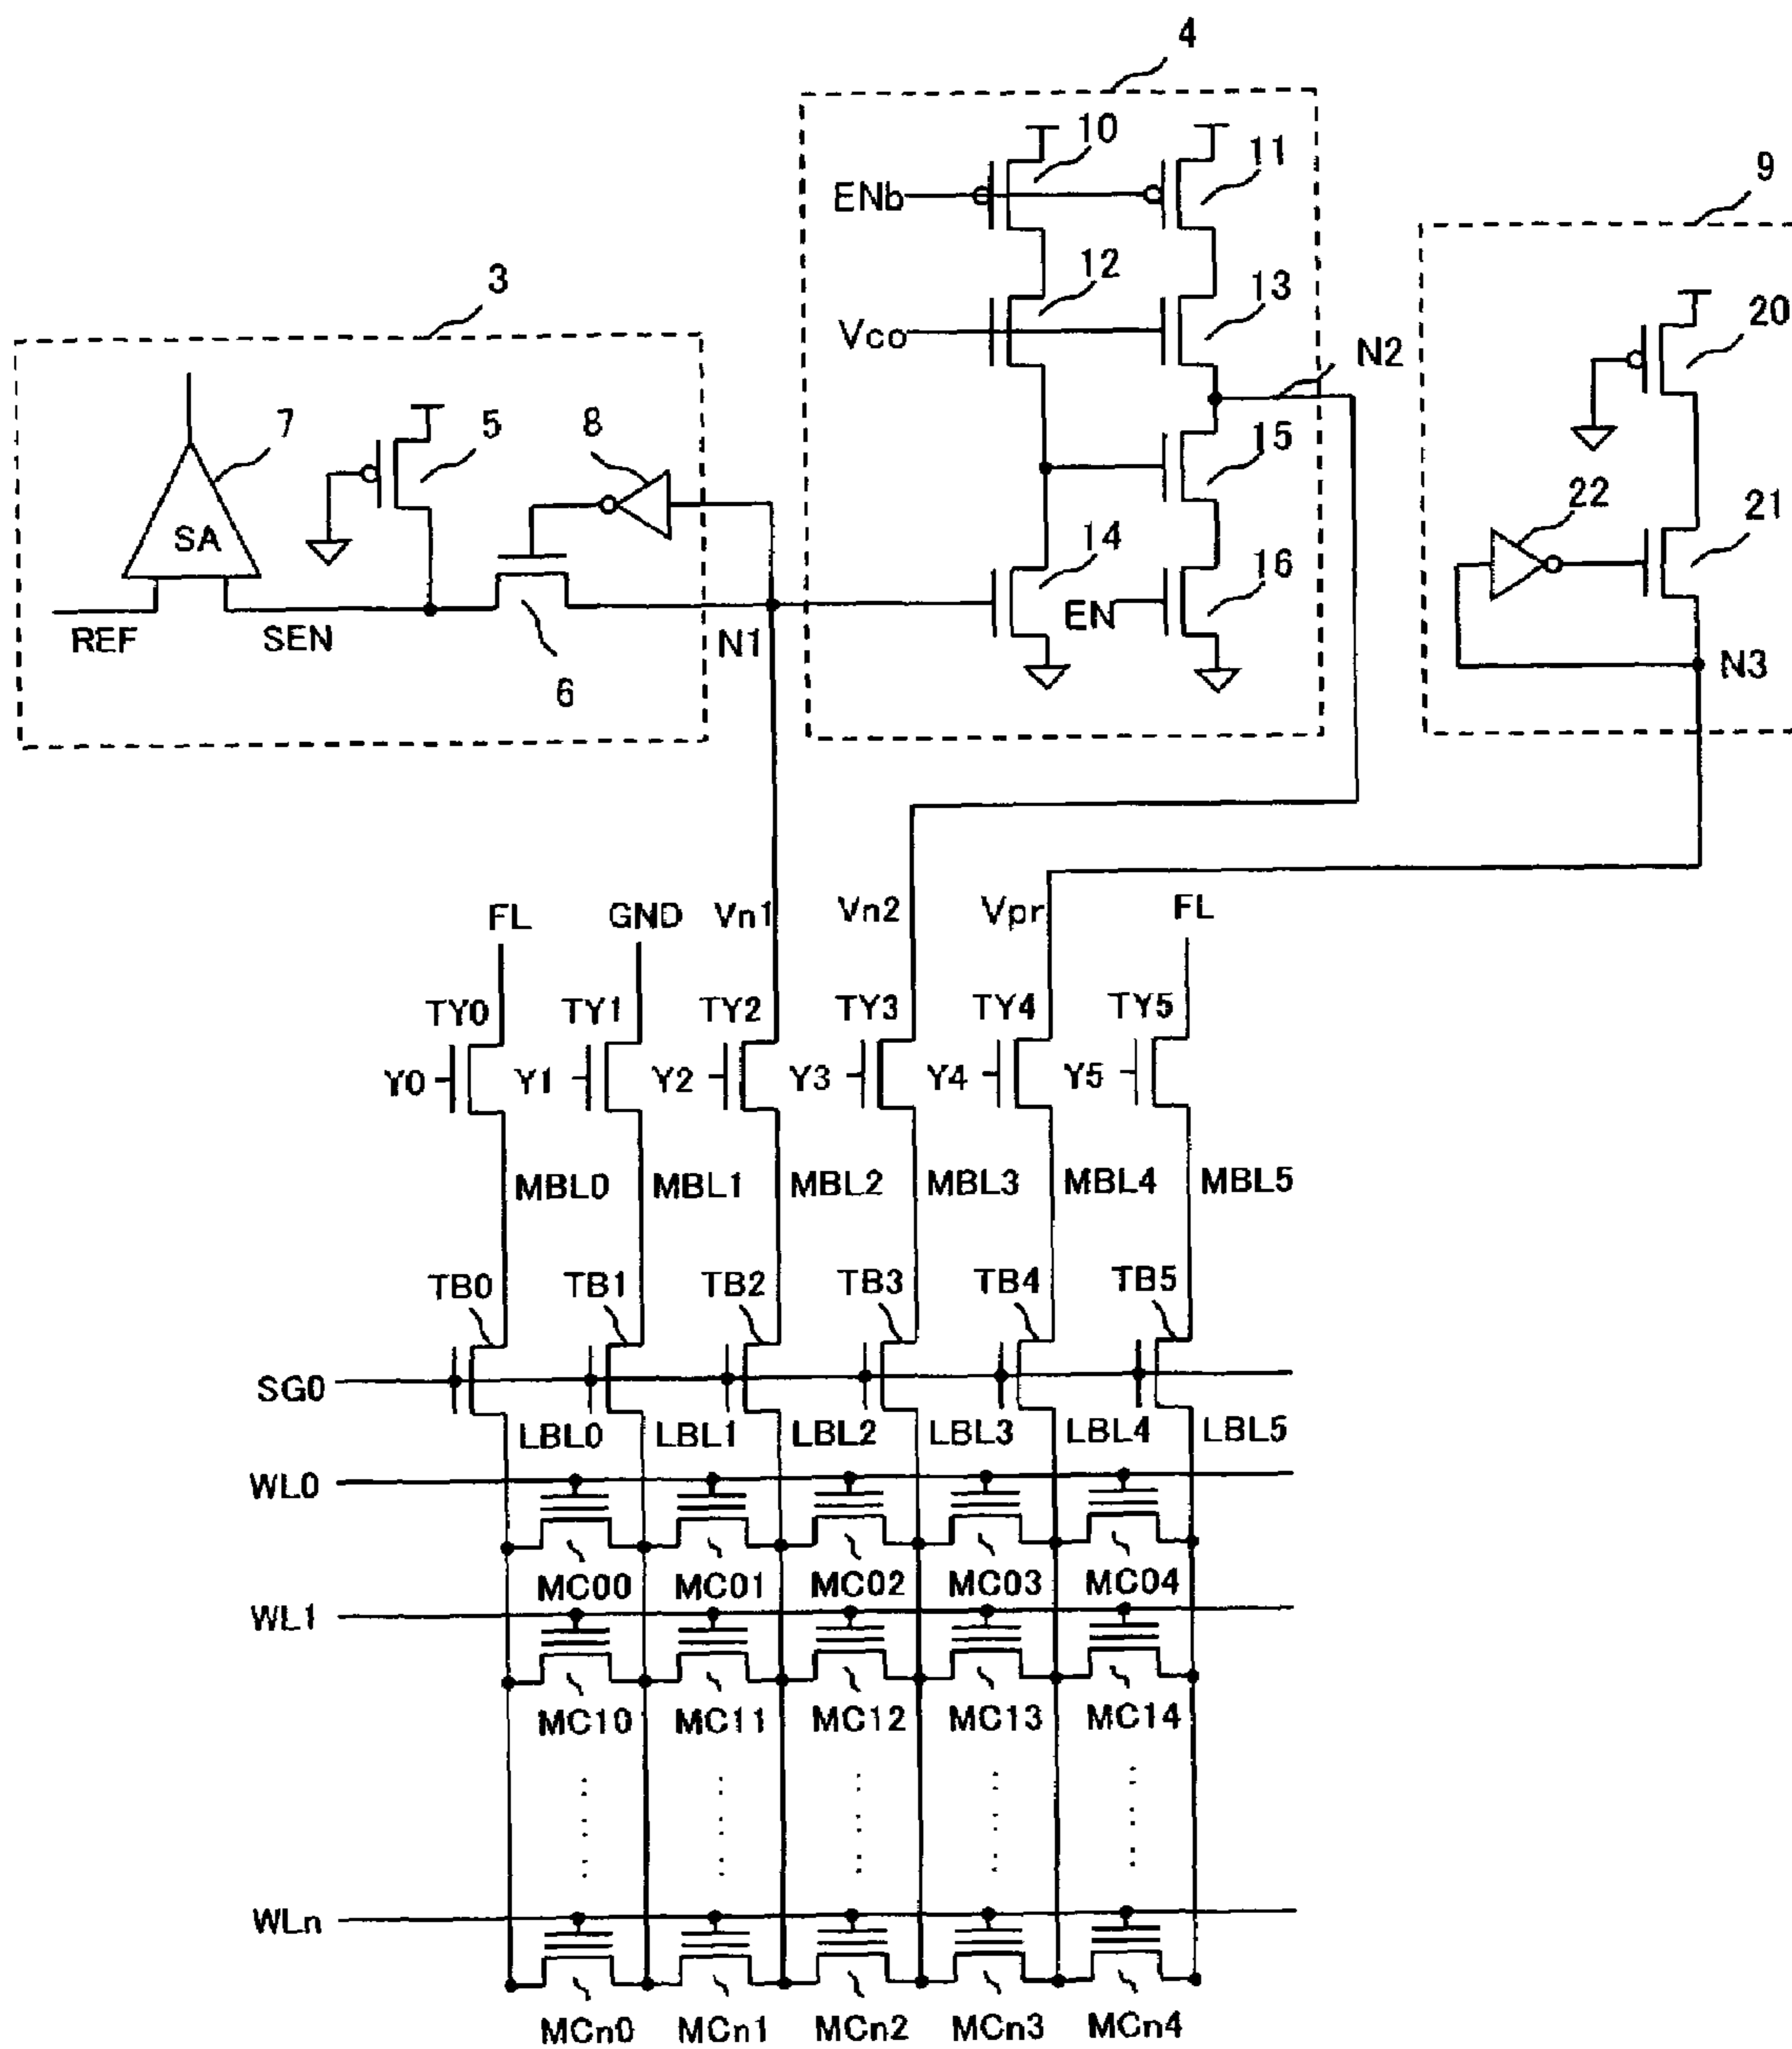 4
10
11
ENb
9
3
12
13
Vco
N2
20
7
5
8
15
22
21
SA
14
16
EN
REF
SEN
N1
6
N3
FL
GND
Vn1
Vn2
Vpr
FL
TY0
TY1
TY2
TY3
TY4
TY5
Y0
Y1
Y2
Y3
Y4
Y5
MBL0
MBL1
MBL2
MBL3
MBL4
MBL5
TB0
TB1
TB2
TB3
TB4
TB5
SG0
LBL0
LBL1
LBL2
LBL3
LBL4
LBL5
WL0
MC00
MC01
MC02
MC03
MC04
WL1
MC10
MC11
MC12
MC13
MC14
WLn
MCn0
MCn1
MCn2
MCn3
MCn4